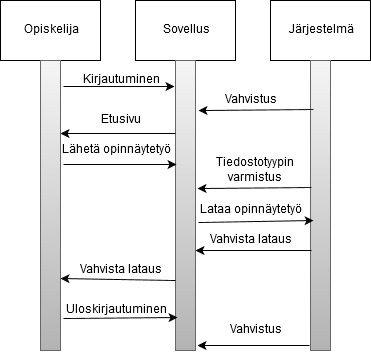 Opiskelija
Sovellus
Järjestelmä
Kirjautuminen
Vahvistus
Etusivu
Lähetä opinnäytetyö
Tiedostotyypin
varmistus
Lataa opinnäytetyö
Vahvista lataus
Vahvista lataus
Uloskirjautuminen
Vahvistus